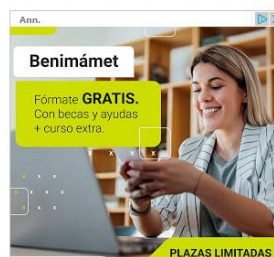 Ann.
Benimámet
Fórmate GRATIS.
Con becas y ayudas
+ curso extra.
PLAZAS LIMITADAS